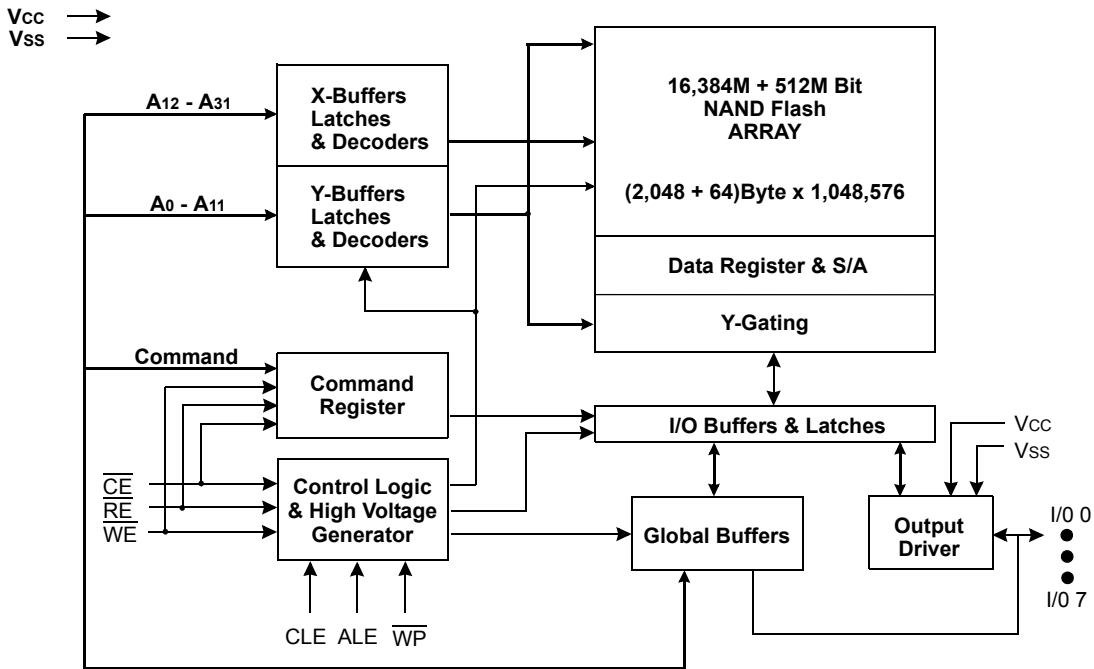 VCC
VSS
A12 - A31
X-Buffers
Latches
& Decoders
A0 - A11
Y-Buffers
Latches
& Decoders
16,384M + 512M Bit
NAND Flash
ARRAY
(2,048 + 64)Byte x 1,048,576
Data Register & S/A
Y-Gating
Command
Command
Register
I/O Buffers & Latches
VCC
VSS
CE
RE
WE
Control Logic
& High Voltage
Generator
Global Buffers
Output
Driver
I/0 0
I/0 7
CLE ALE WP